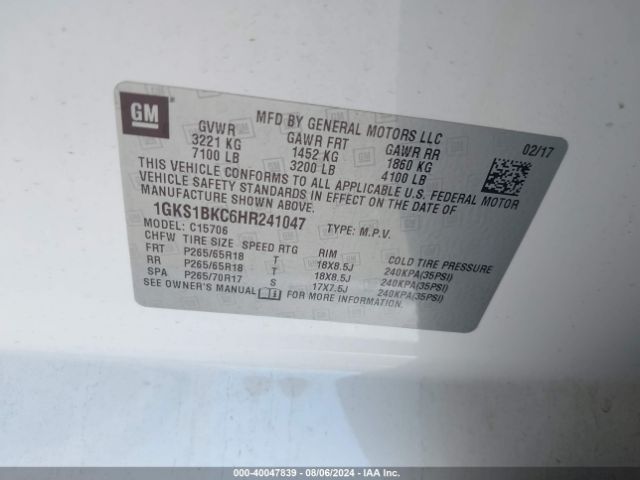 GM
MFD BY GENERAL MOTORS LLC
02/17
GVWR GAWR FRT GAWR RR
3221 KG 1452 KG 1860 KG
7100 LB 3200 LB 4100 LB
THIS VEHICLE CONFORMS TO ALL APPLICABLE U.S. FEDERAL MOTOR
VEHICLE SAFETY STANDARDS IN EFFECT ON THE DATE OF
MANUFACTURE SHOWN ABOVE.
1GKS1BKC6HR241047 TYPE: M.P.V.
MODEL: C15706
CHFW TIRE SIZE SPEED RTG RIM COLD TIRE PRESSURE
FRT P265/65R18 T 18X8.5J 240KPA(35PSI)
RR P265/65R18 T 18X8.5J 240KPA(35PSI)
SPA P265/70R17 S 17X7.5J 240KPA(35PSI)
SEE OWNER'S MANUAL FOR MORE INFORMATION.
000-40047839 - 08/06/2024 - IAA Inc.